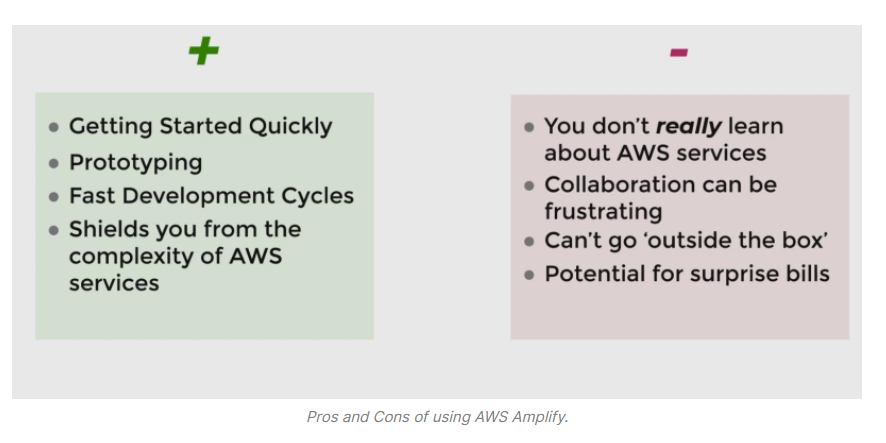 +
-
Getting Started Quickly
Prototyping
Fast Development Cycles
Shields you from the
complexity of AWS
services
You don't really learn
about AWS services
Collaboration can be
frustrating
Can't go 'outside the box'
Potential for surprise bills
Pros and Cons of using AWS Amplify.